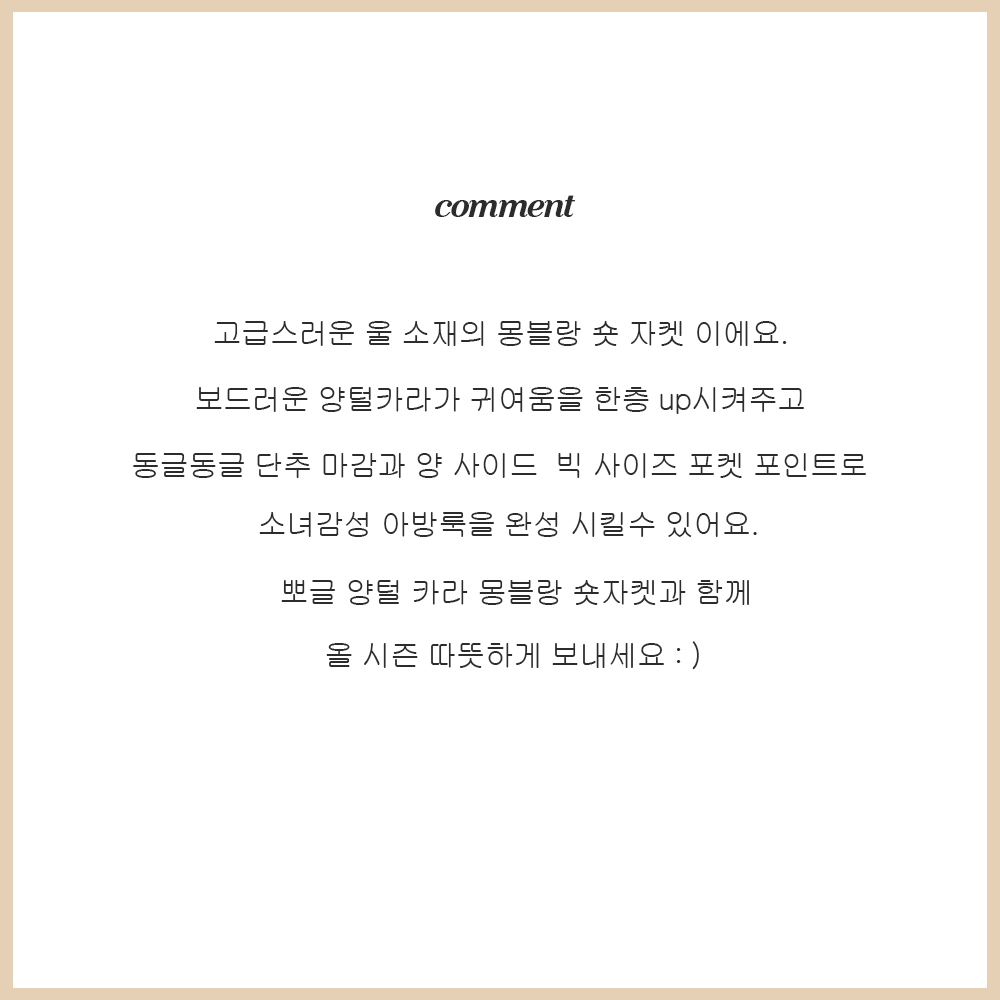 comment
고급스러운 울 소재의 몽블랑 숏 자켓 이에요.
보드러운 양털카라가 귀여움을 한층 up시켜주고
동글동글 단추 마감과 양 사이드 빅 사이즈 포켓 포인트로
소녀감성 아방룩을 완성 시킬수 있어요.
뽀글 양털 카라 몽블랑 숏자켓과 함께
올 시즌 따뜻하게 보내세요 : )